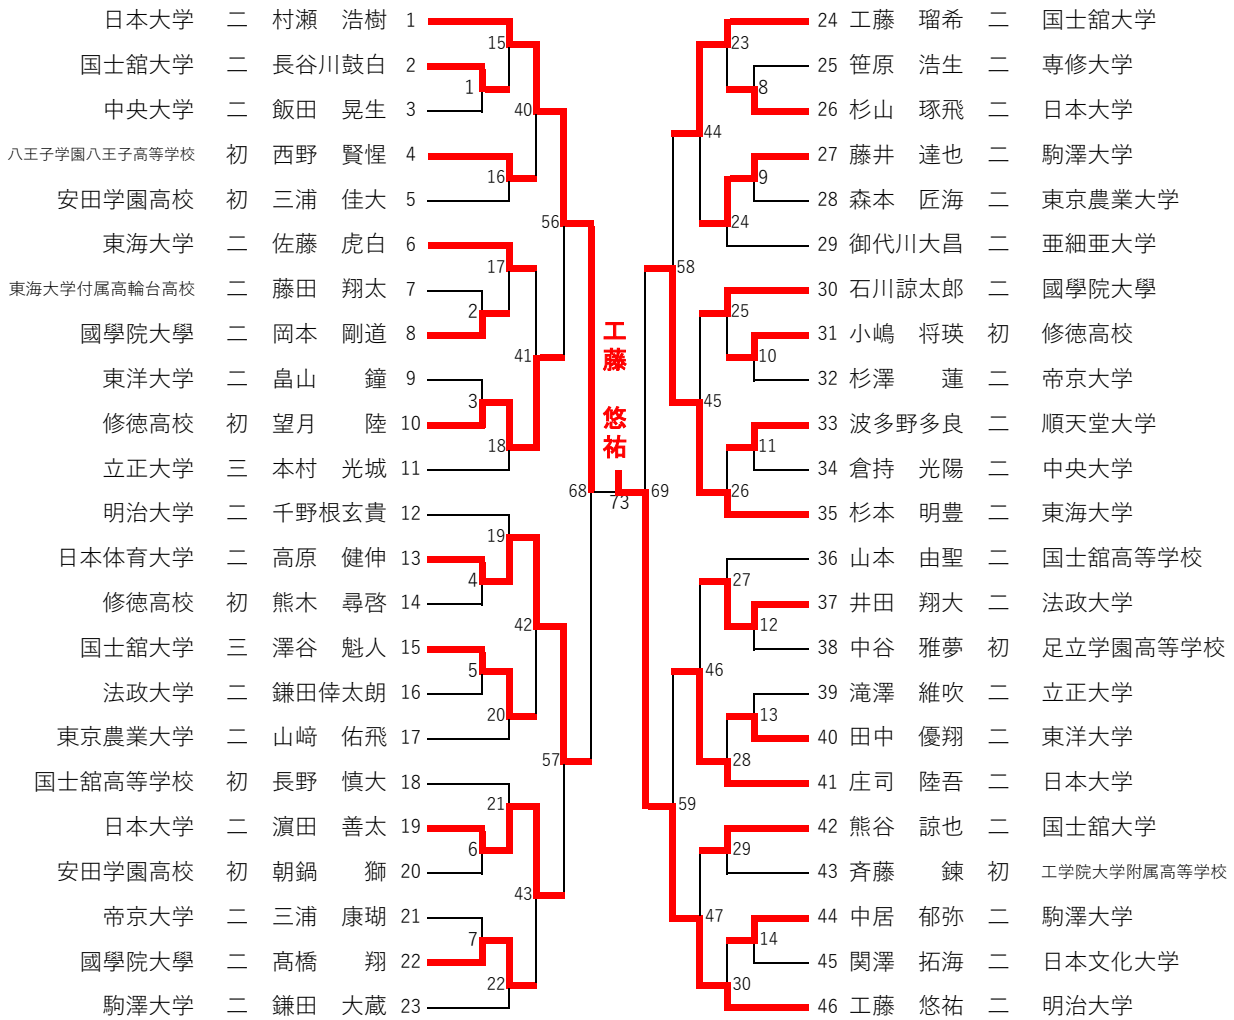 日本大学 二 村瀬 浩樹 1
国士舘大学 二 長谷川鼓白 2
中央大学 二 飯田 晃生 3
八王子学園八王子高等学校 初 西野 賢惺 4
安田学園高校 初 三浦 佳大 5
東海大学 二 佐藤 虎白 6
東海大学付属高輪台高校 二 藤田 翔太 7
國學院大學 二 岡本 剛道 8
東洋大学 二 畠山 鐘 9
修徳高校 初 望月 陸 10
立正大学 三 本村 光城 11
明治大学 二 千野根玄貴 12
日本体育大学 二 高原 健伸 13
修徳高校 初 熊木 尋啓 14
国士舘大学 三 澤谷 魁人 15
法政大学 二 鎌田倖太朗 16
東京農業大学 二 山﨑 佑飛 17
国士舘高等学校 初 長野 慎大 18
日本大学 二 濵田 善太 19
安田学園高校 初 朝鍋 獅 20
帝京大学 二 三浦 康瑚 21
國學院大學 二 髙橋 翔 22
駒澤大学 二 鎌田 大蔵 23
15
1
40
16
56
17
2
41
3
18
68
19
4
42
5
20
57
21
6
43
7
22
工藤 悠祐
73
23
8
44
9
24
58
25
10
45
11
26
69
27
12
46
13
28
59
29
47
14
30
24 工藤 瑠希 二 国士舘大学
25 笹原 浩生 二 専修大学
26 杉山 琢飛 二 日本大学
27 藤井 達也 二 駒澤大学
28 森本 匠海 二 東京農業大学
29 御代川大昌 二 亜細亜大学
30 石川諒太郎 二 國學院大學
31 小嶋 将瑛 初 修徳高校
32 杉澤 蓮 二 帝京大学
33 波多野多良 二 順天堂大学
34 倉持 光陽 二 中央大学
35 杉本 明豊 二 東海大学
36 山本 由聖 二 国士舘高等学校
37 井田 翔大 二 法政大学
38 中谷 雅夢 初 足立学園高等学校
39 滝澤 維吹 二 立正大学
40 田中 優翔 二 東洋大学
41 庄司 陸吾 二 日本大学
42 熊谷 諒也 二 国士舘大学
43 斉藤 錬 初 工学院大学附属高等学校
44 中居 郁弥 二 駒澤大学
45 関澤 拓海 二 日本文化大学
46 工藤 悠祐 二 明治大学